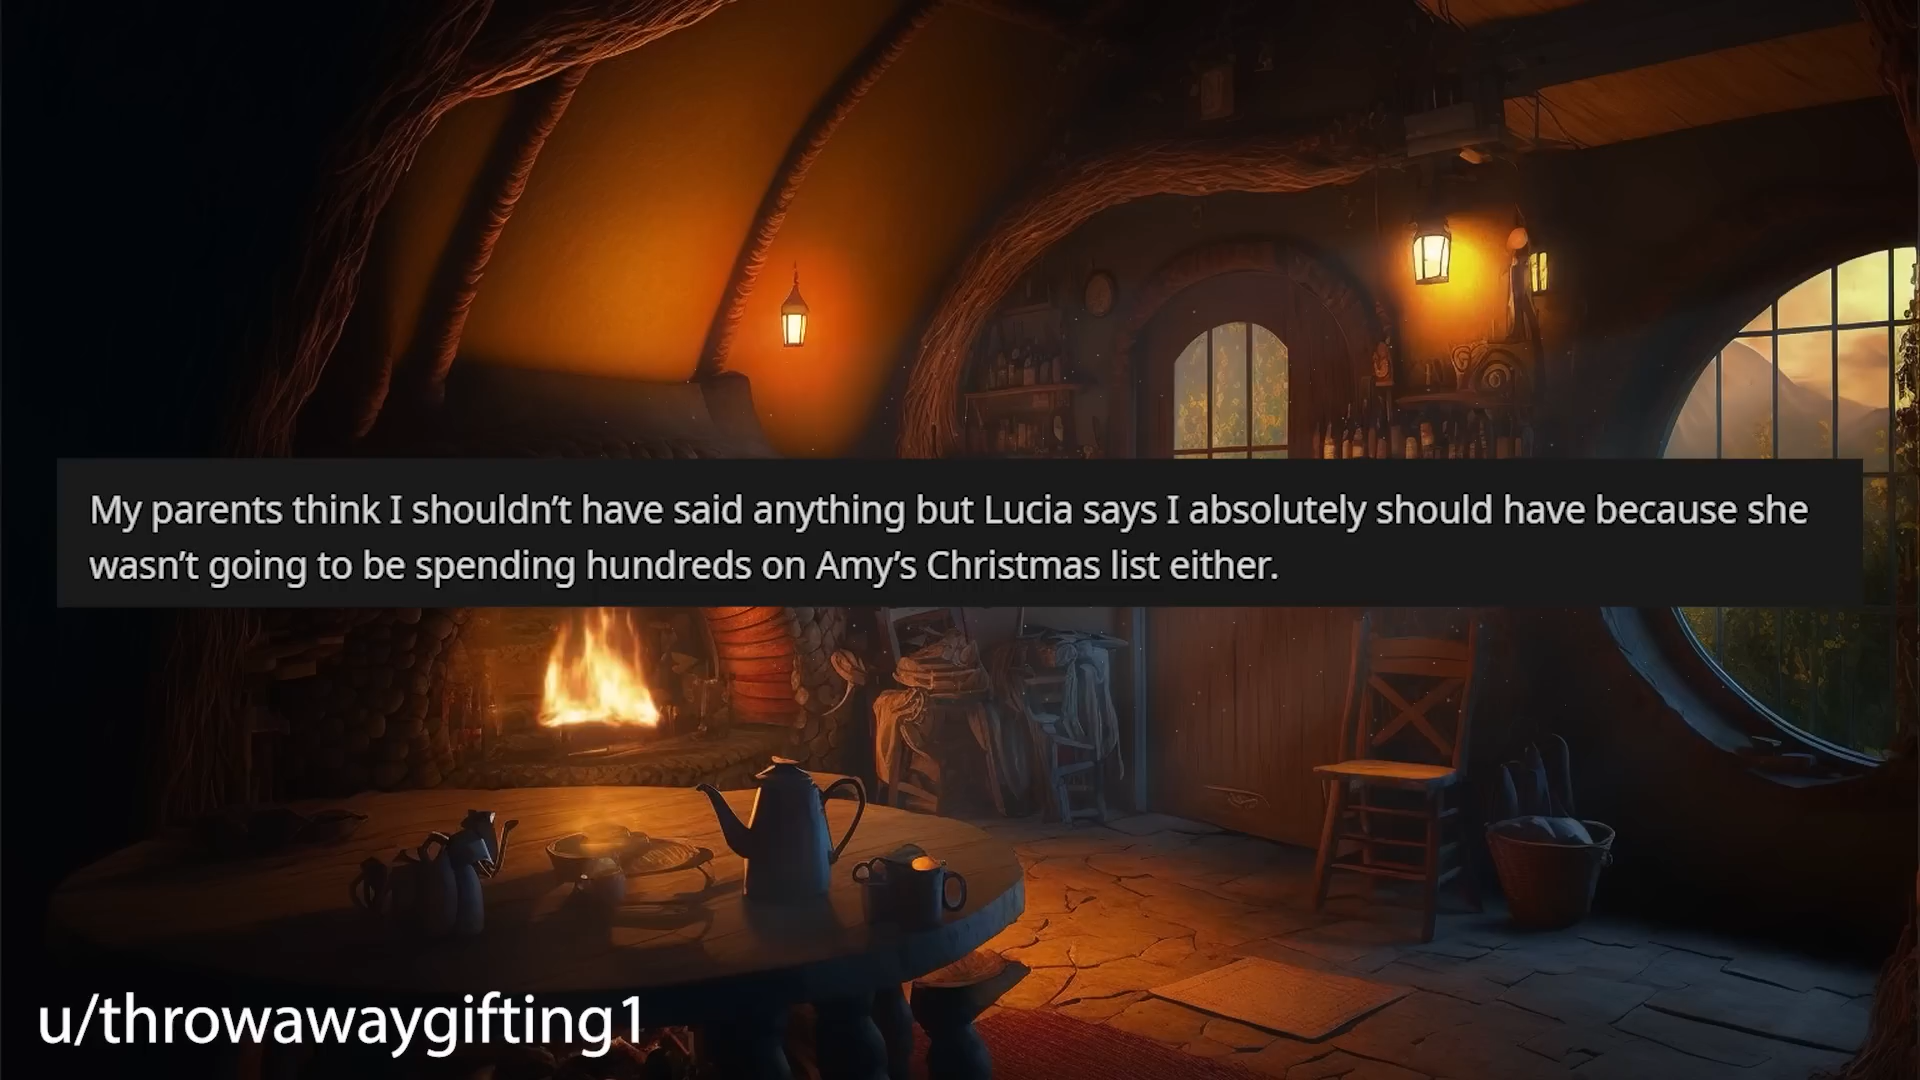 My parents think I shouldn’t have said anything but Lucia says I absolutely should have because she
wasn’t going to be spending hundreds on Amy’s Christmas list either.
u/throwawaygifting1